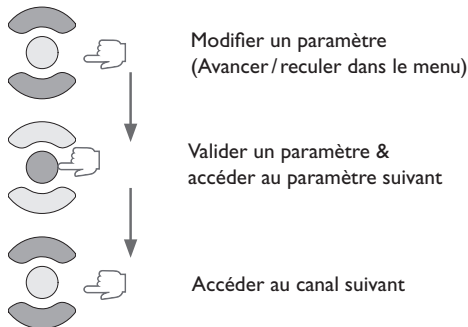 Modifier un paramètre
(Avancer / reculer dans le menu)
Valider un paramètre &
accéder au paramètre suivant
Accéder au canal suivant